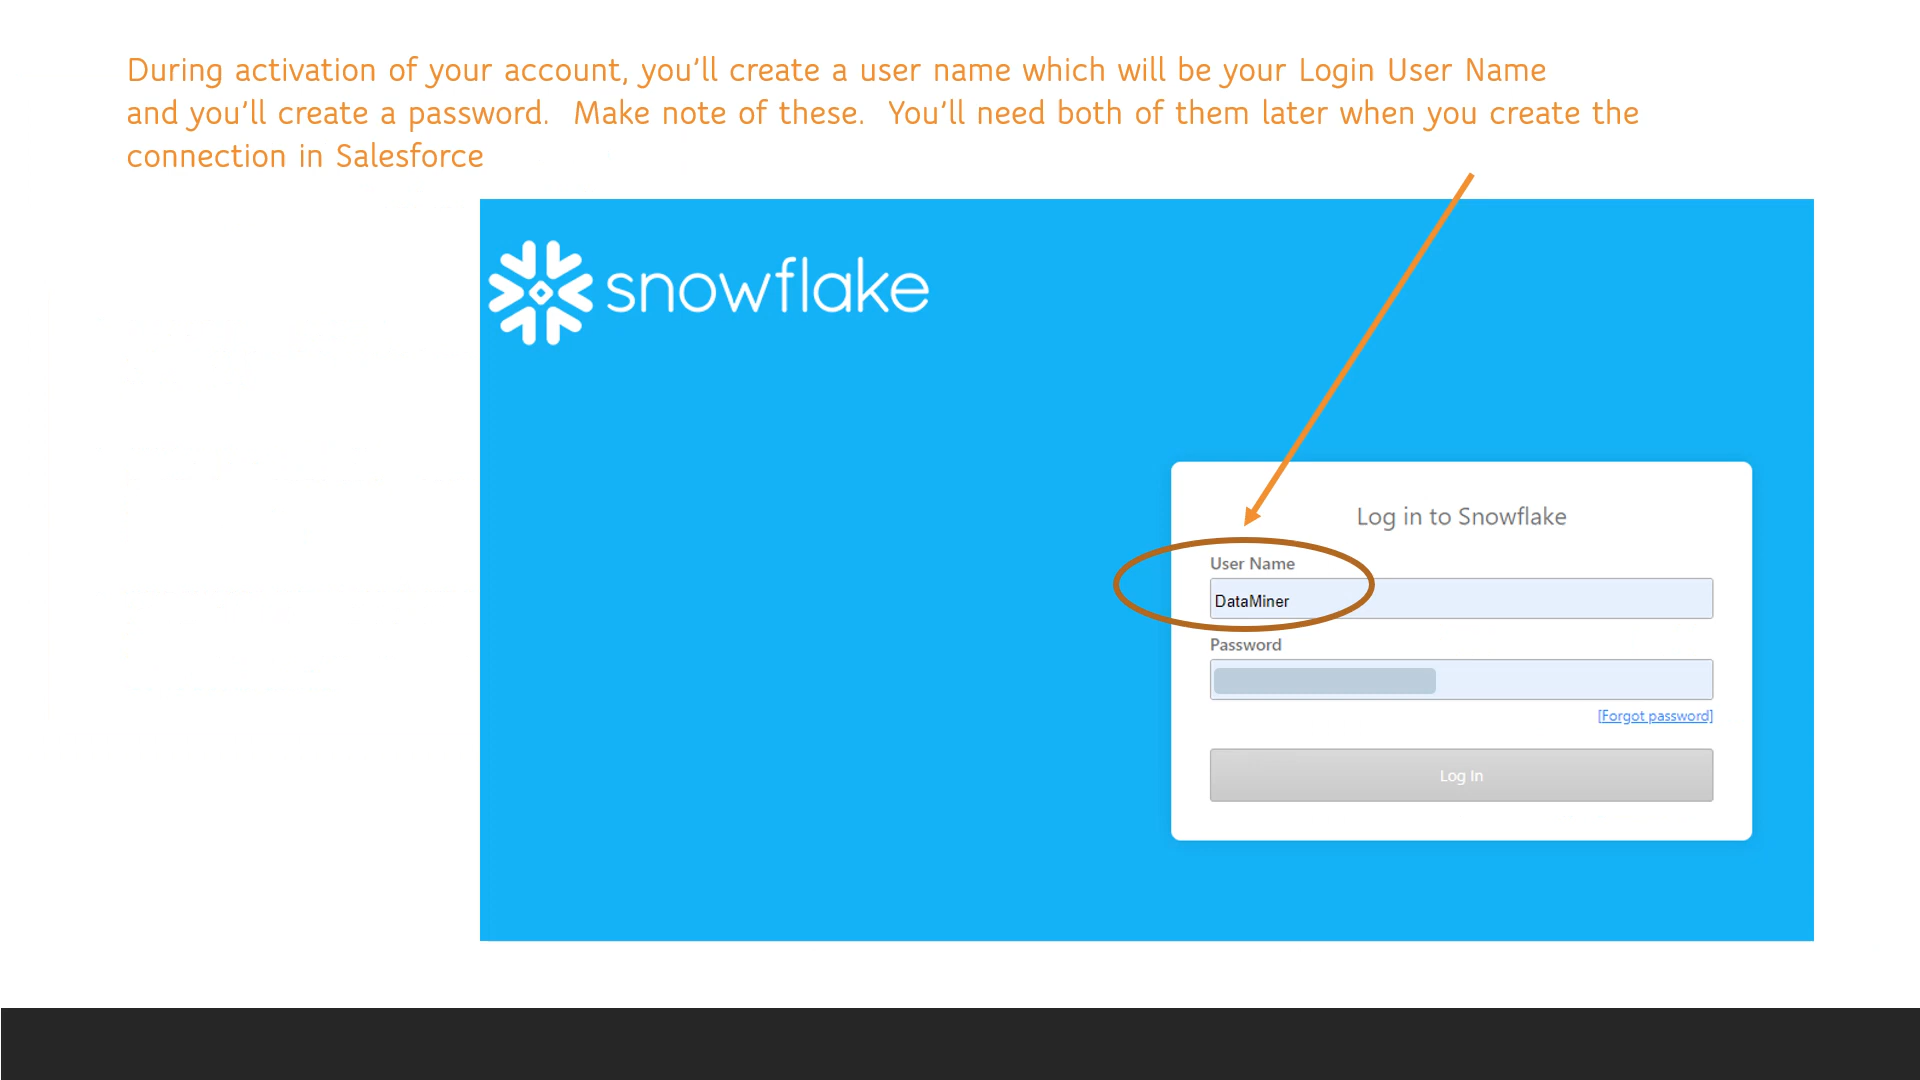 During activation of your account, you'll create a user name which will be your Login User Name
and you'll create a password.  Make note of these.  You'll need both of them later when you create the
connection in Salesforce
snowflake
Log in to Snowflake
User Name
DataMiner
Password
[Forgot password]
Log In